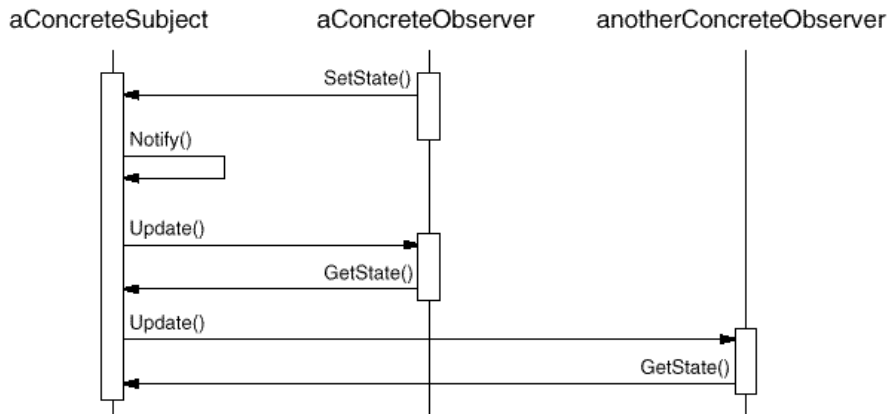 aConcreteSubject aConcreteObserver anotherConcreteObserver
SetState()
Notify()
Update()
GetState()
Update()
GetState()